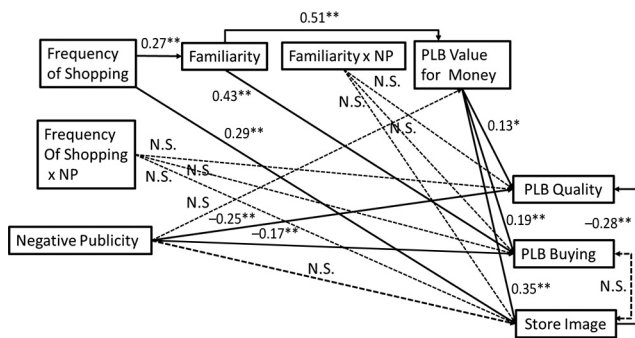 0.51**
Frequency
of Shopping
0.27**
Familiarity
Familiarity x NP
PLB Value
for Money
N.S.
N.S.
0.43**
N.S.
0.13*
0.29**
Frequency
Of Shopping
x NP
N.S.
N.S.
N.S.
PLB Quality
N.S
0.19**
–0.28**
–0.25**
Negative Publicity
–0.17**
PLB Buying
N.S.
N.S.
0.35**
Store Image